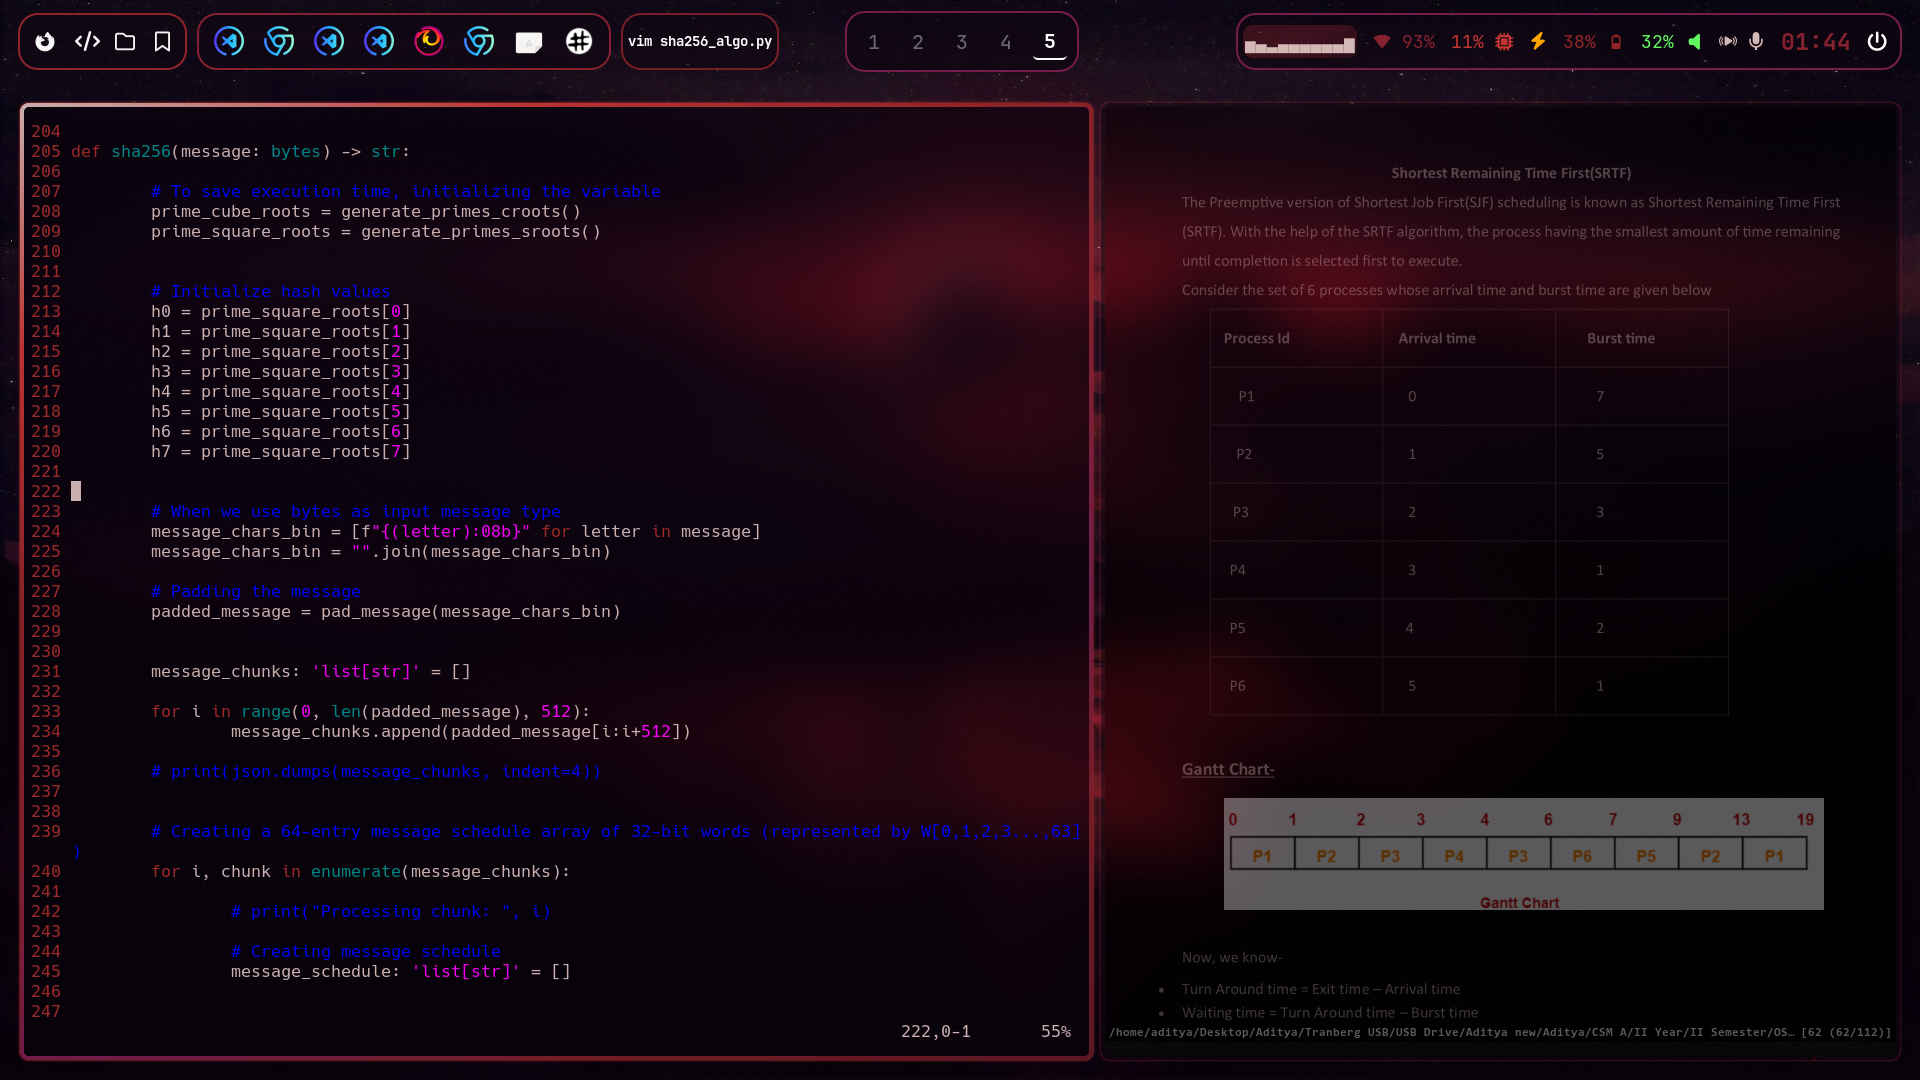 vim sha256_algo.py
1 2 3 4 5
93% 11% 38% 32% 01:44
204
205 def sha256(message: bytes) -> str:
206
207 # To save execution time, initializing the variable
208 prime_cube_roots = generate_primes_croots()
209 prime_square_roots = generate_primes_sroots()
210
211
212 # Initialize hash values
213 h0 = prime_square_roots[0]
214 h1 = prime_square_roots[1]
215 h2 = prime_square_roots[2]
216 h3 = prime_square_roots[3]
217 h4 = prime_square_roots[4]
218 h5 = prime_square_roots[5]
219 h6 = prime_square_roots[6]
220 h7 = prime_square_roots[7]
221
222
223 # When we use bytes as input message type
224 message_chars_bin = [f"{(letter):08b}" for letter in message]
225 message_chars_bin = "".join(message_chars_bin)
226
227 # Padding the message
228 padded_message = pad_message(message_chars_bin)
229
230
231 message_chunks: 'list[str]' = []
232
233 for i in range(0, len(padded_message), 512):
234 message_chunks.append(padded_message[i:i+512])
235
236 # print(json.dumps(message_chunks, indent=4))
237
238
239 # Creating a 64-entry message schedule array of 32-bit words (represented by W[0,1,2,3...,63]
)
240 for i, chunk in enumerate(message_chunks):
241
242 # print("Processing chunk: ", i)
243
244 # Creating message schedule
245 message_schedule: 'list[str]' = []
246
247
222,0-1 55%
Shortest Remaining Time First(SRTF)
The Preemptive version of Shortest Job First(SJF) scheduling is known as Shortest Remaining Time First
(SRTF). With the help of the SRTF algorithm, the process having the smallest amount of time remaining
until completion is selected first to execute.
Consider the set of 6 processes whose arrival time and burst time are given below
Process Id Arrival time Burst time
P1 0 7
P2 1 5
P3 2 3
P4 3 1
P5 4 2
P6 5 1
Gantt Chart-
0 1 2 3 4 6 7 9 13 19
P1 P2 P3 P4 P3 P6 P5 P2 P1
Gantt Chart
Now, we know-
• Turn Around time = Exit time – Arrival time
• Waiting time = Turn Around time – Burst time
/home/aditya/Desktop/Aditya/Tranberg USB/USB Drive/Aditya new/Aditya/CSM A/II Year/II Semester/OS… [62 (62/112)]